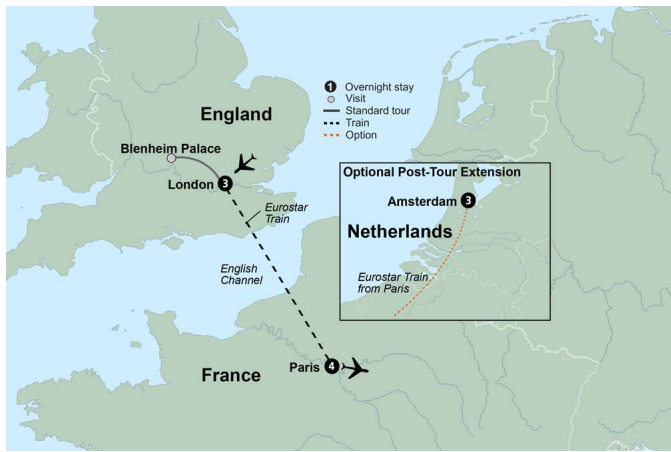 1 Overnight stay
Visit
Standard tour
Train
Option
England
Blenheim Palace
London 3
Eurostar
Train
English
Channel
Paris 4
France
Optional Post-Tour Extension
Amsterdam 3
Netherlands
Eurostar Train
from Paris